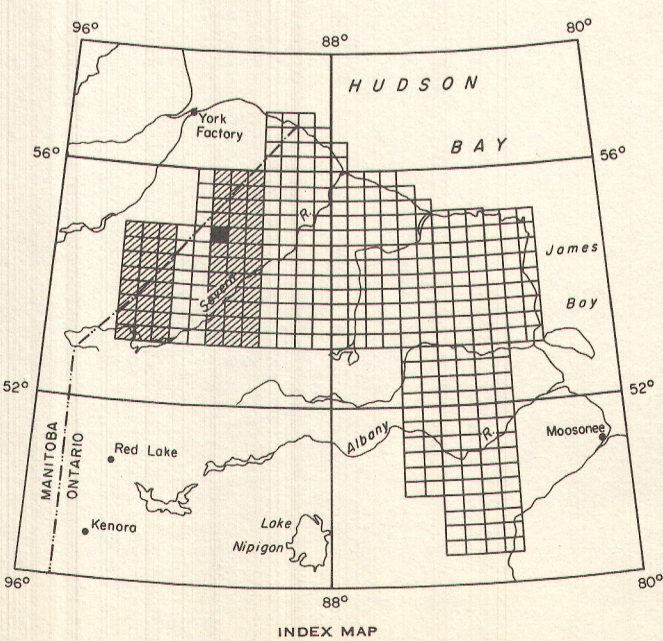 96°
88°
80°
HUDSON
BAY
York
Factory
56°
56°
R.
Severn
James
Bay
52°
52°
MANITOBA
ONTARIO
Red Lake
Albany
R.
Moosonee
Kenora
Lake
Nipigon
96°
88°
80°
INDEX MAP